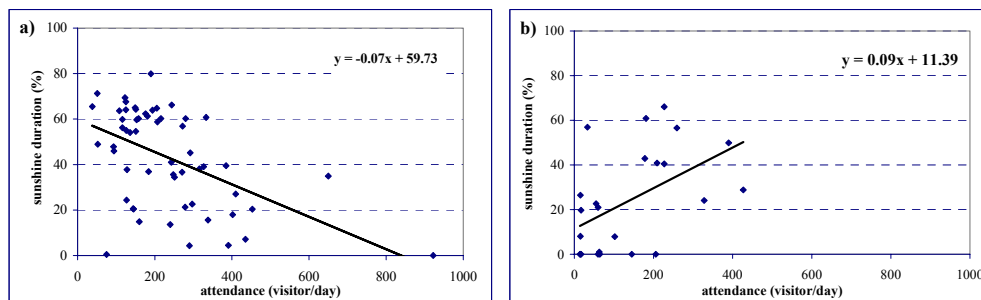 a)
y = -0.07x + 59.73
sunshine duration (%)
100
80
60
40
20
0
0 200 400 600 800 1000
attendance (visitor/day)
b)
y = 0.09x + 11.39
sunshine duration (%)
100
80
60
40
20
0
0 200 400 600 800 1000
attendance (visitor/day)